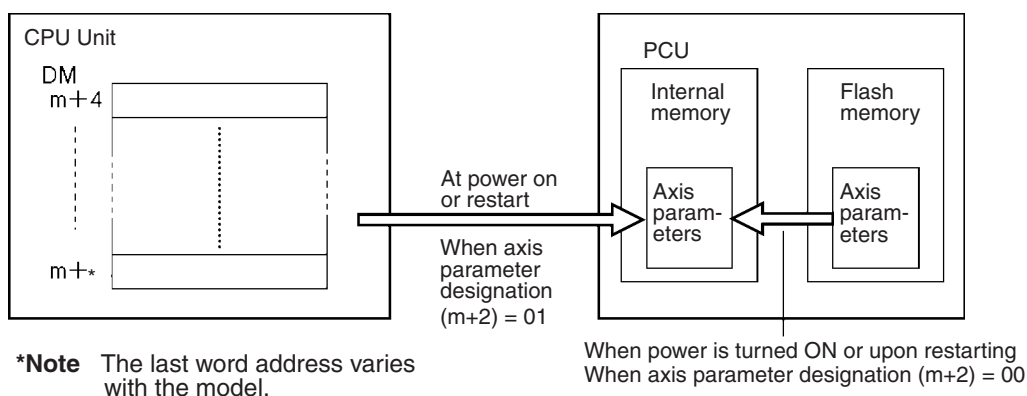 CPU Unit
DM
m+4
m+*
At power on
or restart
When axis
parameter
designation
(m+2) = 01
PCU
Internal
memory
Axis
param-
eters
Flash
memory
Axis
param-
eters
*Note The last word address varies
with the model.
When power is turned ON or upon restarting
When axis parameter designation (m+2) = 00